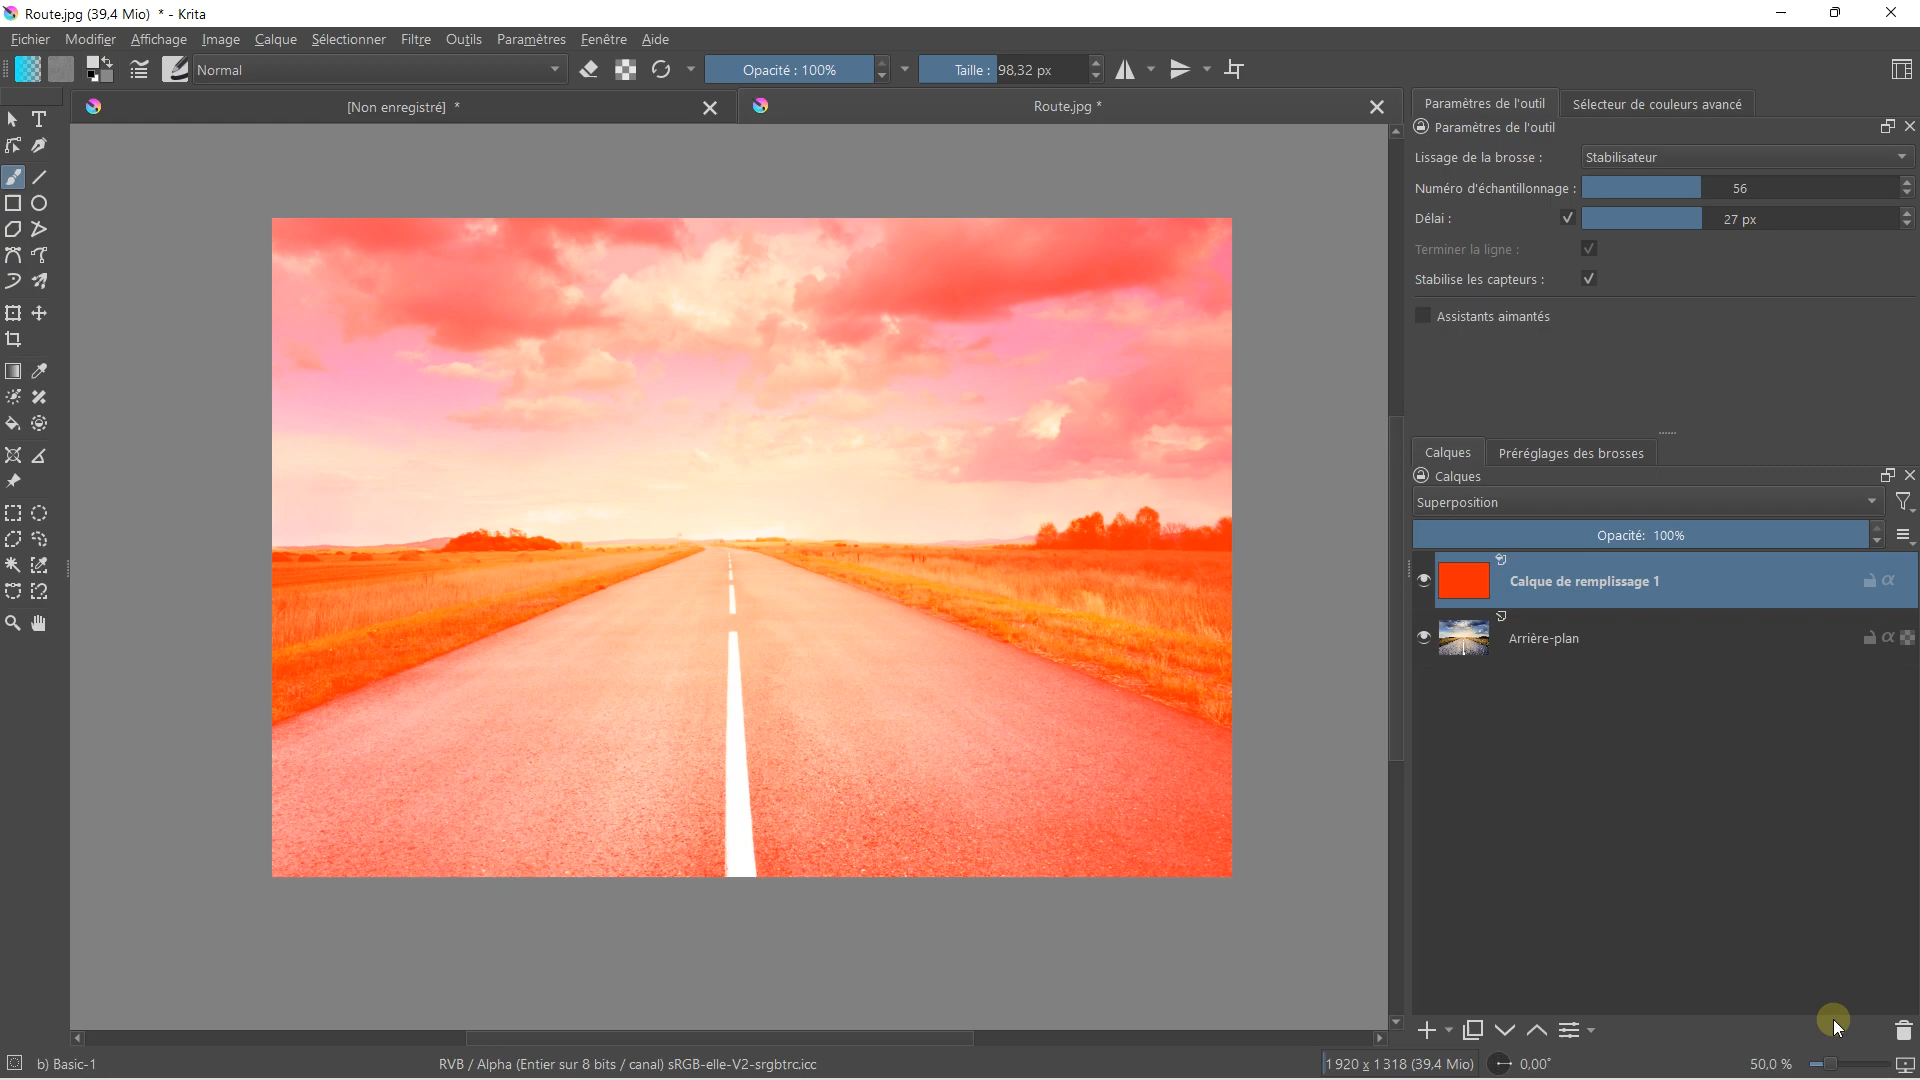 Route.jpg (39,4 Mio)  * - Krita
Fichier Modifier Affichage Image Calque Sélectionner Filtre Outils Paramètres Fenêtre Aide
Normal
Opacité : 100%
Taille : 98,32 px
[Non enregistré] *
Route.jpg *
Paramètres de l'outil
Sélecteur de couleurs avancé
Paramètres de l'outil
Lissage de la brosse : Stabilisateur
Numéro d'échantillonnage : 56
Délai : 27 px
Terminer la ligne :
Stabilise les capteurs :
Assistants aimantés
Calques
Préréglages des brosses
Calques
Superposition
Opacité: 100%
Calque de remplissage 1
Arrière-plan
b) Basic-1
RVB / Alpha (Entier sur 8 bits / canal) sRGB-elle-V2-srgbtrc.icc
1 920 x 1 318 (39,4 Mio)
0,00°
50,0 %